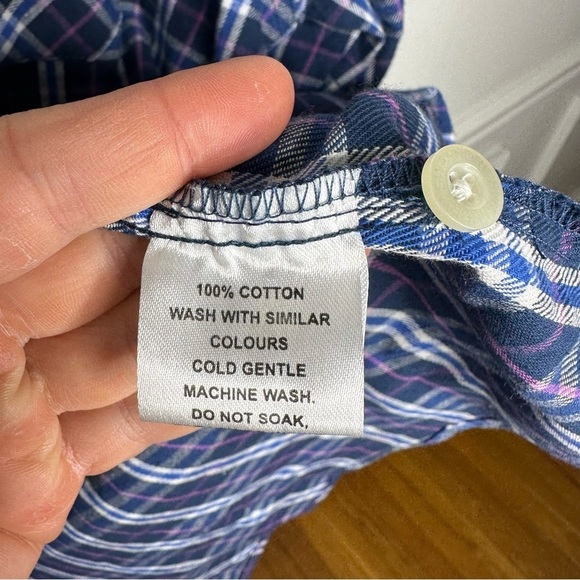 100% COTTON
WASH WITH SIMILAR
COLOURS
COLD GENTLE
MACHINE WASH.
DO NOT SOAK,